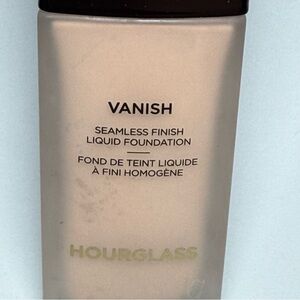 VANISH
SEAMLESS FINISH
LIQUID FOUNDATION
FOND DE TEINT LIQUIDE
À FINI HOMOGÈNE
HOURGLASS